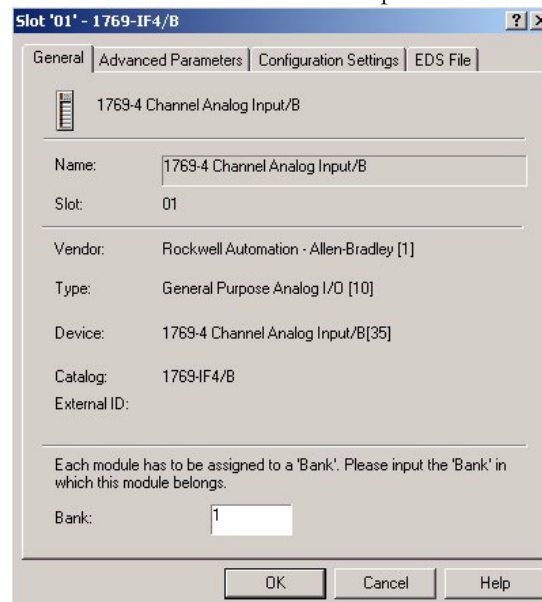 Slot '01' - 1769-IF4/B
General Advanced Parameters Configuration Settings EDS File
1769-4 Channel Analog Input/B
Name: 1769-4 Channel Analog Input/B
Slot: 01
Vendor: Rockwell Automation - Allen-Bradley [1]
Type: General Purpose Analog I/O [10]
Device: 1769-4 Channel Analog Input/B[35]
Catalog: 1769-IF4/B
External ID:
Each module has to be assigned to a 'Bank'. Please input the 'Bank' in
which this module belongs.
Bank: 1
OK Cancel Help